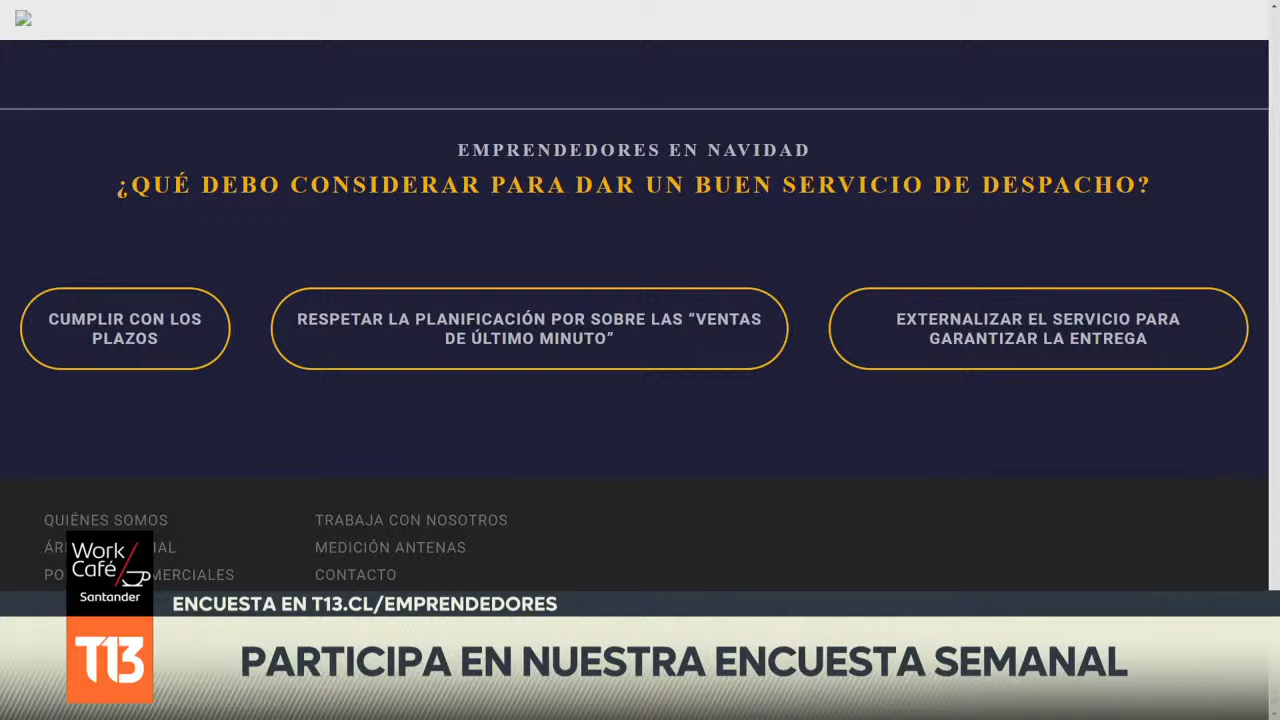 EMPRENDEDORES EN NAVIDAD
¿QUÉ DEBO CONSIDERAR PARA DAR UN BUEN SERVICIO DE DESPACHO?
CUMPLIR CON LOS
PLAZOS
RESPETAR LA PLANIFICACIÓN POR SOBRE LAS “VENTAS
DE ÚLTIMO MINUTO”
EXTERNALIZAR EL SERVICIO PARA
GARANTIZAR LA ENTREGA
QUIÉNES SOMOS
TRABAJA CON NOSOTROS
MEDICIÓN ANTENAS
CONTACTO
Work
Café
Santander
ENCUESTA EN T13.CL/EMPRENDEDORES
T13
PARTICIPA EN NUESTRA ENCUESTA SEMANAL